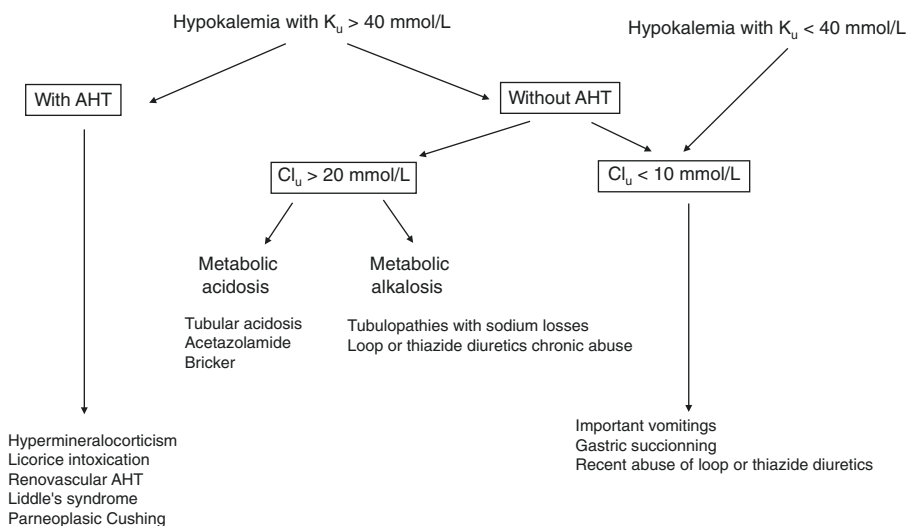 Hypokalemia with Ku > 40 mmol/L
Hypokalemia with Ku < 40 mmol/L
With AHT
Without AHT
Clu > 20 mmol/L
Clu < 10 mmol/L
Metabolic
acidosis
Metabolic
alkalosis
Tubular acidosis
Acetazolamide
Bricker
Tubulopathies with sodium losses
Loop or thiazide diuretics chronic abuse
Important vomitings
Gastric succionning
Recent abuse of loop or thiazide diuretics
Hypermineralocorticism
Licorice intoxication
Renovascular AHT
Liddle's syndrome
Parneoplasic Cushing